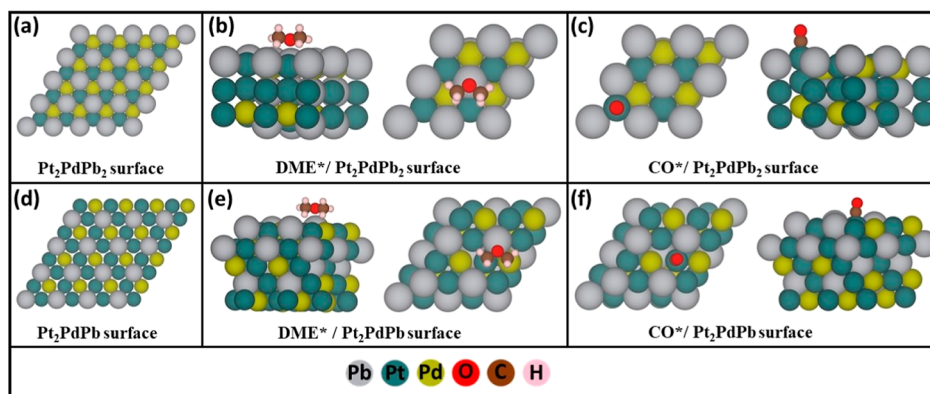 (a)
(b)
(c)
Pt₂PdPb₂ surface
DME*/ Pt₂PdPb₂ surface
CO*/ Pt₂PdPb₂ surface
(d)
(e)
(f)
Pt₂PdPb surface
DME* / Pt₂PdPb surface
CO*/ Pt₂PdPb surface
Pb Pt Pd O C H